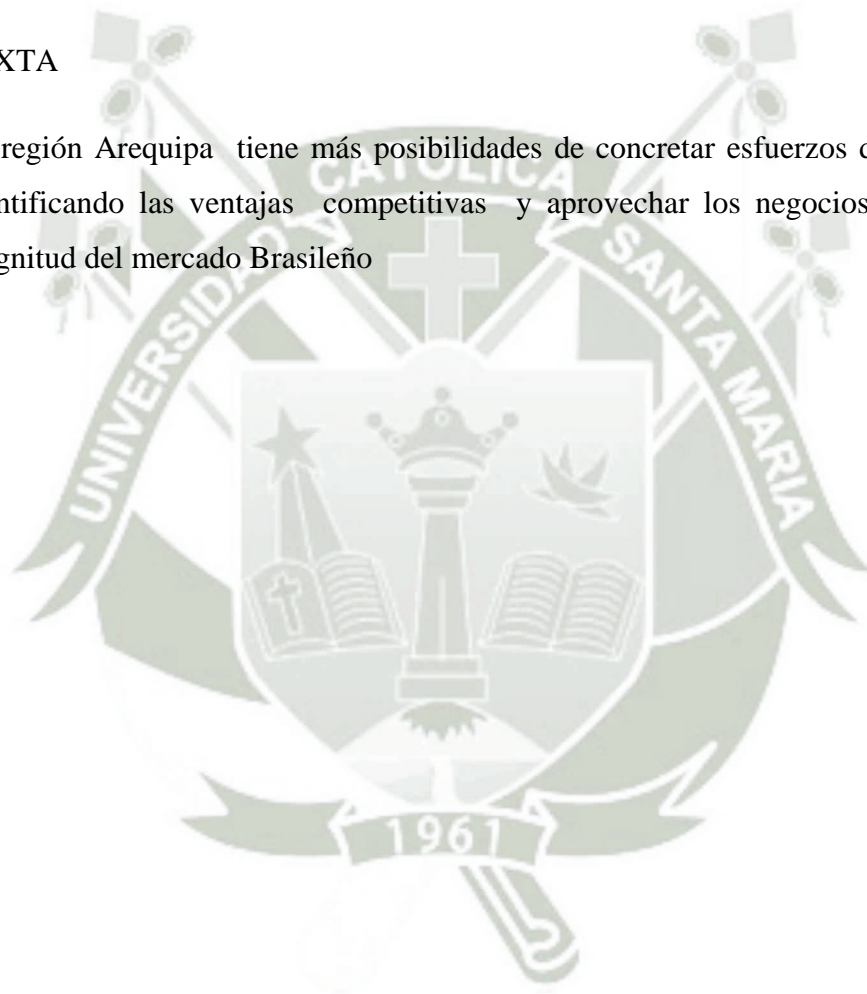 XTA
región Arequipa tiene más posibilidades de concretar esfuerzos
ntificando las ventajas competitivas y aprovechar los negocios
gnitud del mercado Brasileño
UNIVERSIDAD CATOLICA SANTA MARIA
1961